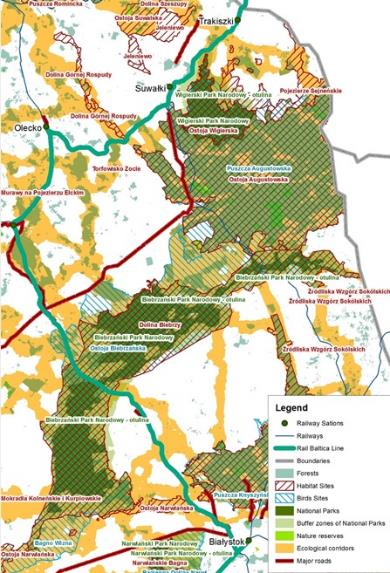 Puszcza Romincka
Dolina Szeszupy
Ostoja Suwalska
Jeleniewo
Trakiszki
Jeleniewo
Dolina Górnej Rospudy
Suwałki
Pojezierze Sejneńskie
Wigierski Park Narodowy - otulina
Dolina Górnej Rospudy
Wigierski Park Narodowy
Ostoja Wigierska
Olecko
Torfowisko Zocie
Puszcza Augustowska
Ostoja Augustowska
Murawy na Pojezierzu Ełckim
Biebrzański Park Narodowy - otulina
Źródliska Wzgórz Sokólskich
Biebrzański Park Narodowy - otulina
Źródliska Wzgórz Sokólskich
Dolina Biebrzy
Biebrzański Park Narodowy
Ostoja Biebrzańska
Źródliska Wzgórz Sokólskich
Biebrzański Park Narodowy - otulina
Mokradła Kolneńskie i Kurpiowskie
Puszcza Knyszyńska
Ostoja Narwiańska
Bagno Wizna
Narwiański Park Narodowy
Białystok
Ostoja Narwiańska
Narwiański Park Narodowy - otulina
Narwiańskie Bagna
Legend
Railway Sations
Railways
Rail Baltica Line
Boundaries
Forests
Habitat Sites
Birds Sites
National Parks
Buffer zones of National Parks
Nature reserves
Ecological corridors
Major roads